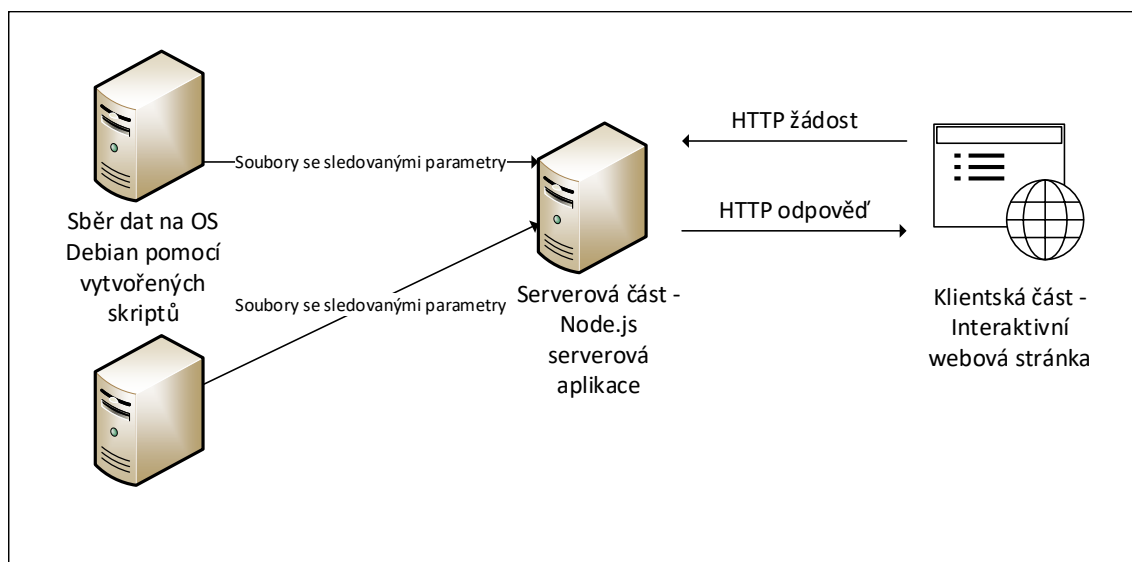 Soubory se sledovanými parametry
Sběr dat na OS
Debian pomocí
vytvořených
skriptů
Soubory se sledovanými parametry
Serverová část -
Node.js
serverová
aplikace
HTTP žádost
HTTP odpověď
Klientská část -
Interaktivní
webová stránka